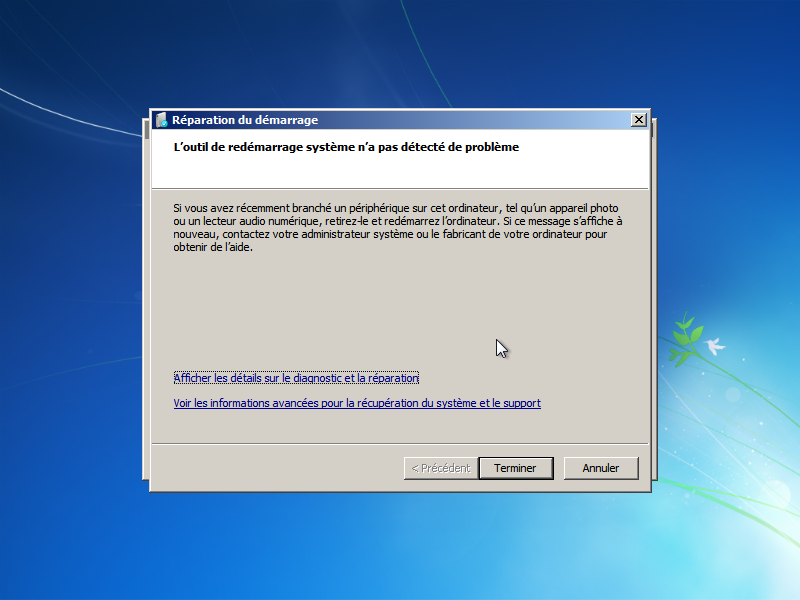 Réparation du démarrage
L'outil de redémarrage système n'a pas détecté de problème
Si vous avez récemment branché un périphérique sur cet ordinateur, tel qu'un appareil photo
ou un lecteur audio numérique, retirez-le et redémarrez l'ordinateur. Si ce message s'affiche à
nouveau, contactez votre administrateur système ou le fabricant de votre ordinateur pour
obtenir de l'aide.
Afficher les détails sur le diagnostic et la réparation
Voir les informations avancées pour la récupération du système et le support
< Précédent Terminer Annuler